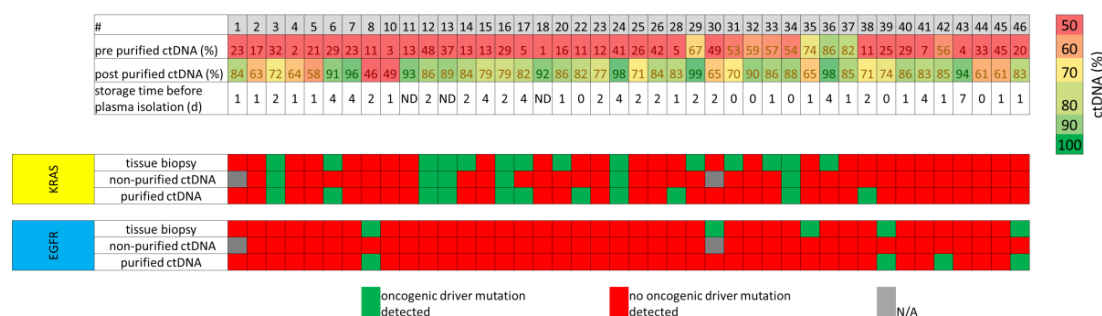 # 1 2 3 4 5 6 7 8 10 11 12 13 14 15 16 17 18 20 22 23 24 25 26 28 29 30 31 32 33 34 35 36 37 38 39 40 41 42 43 44 45 46
pre purified ctDNA (%) 23 17 32 2 21 29 23 11 3 13 48 37 13 13 29 5 1 16 11 12 41 26 42 5 67 49 53 59 57 54 74 86 82 11 25 29 7 56 4 33 45 20
post purified ctDNA (%) 84 63 72 64 58 91 96 46 49 93 86 89 84 79 79 82 92 86 82 77 98 71 84 83 99 65 70 90 86 88 65 98 85 71 74 86 83 85 94 61 61 83
storage time before
plasma isolation (d) 1 1 2 1 1 4 4 2 1 ND 2 ND 2 4 2 4 ND 1 0 2 4 2 2 1 2 2 0 0 1 0 1 4 1 2 0 1 4 1 7 0 1 1
50
60
70
80
90
100
ctDNA (%)
KRAS
tissue biopsy
non-purified ctDNA
purified ctDNA
EGFR
tissue biopsy
non-purified ctDNA
purified ctDNA
oncogenic driver mutation
detected
no oncogenic driver mutation
detected
N/A